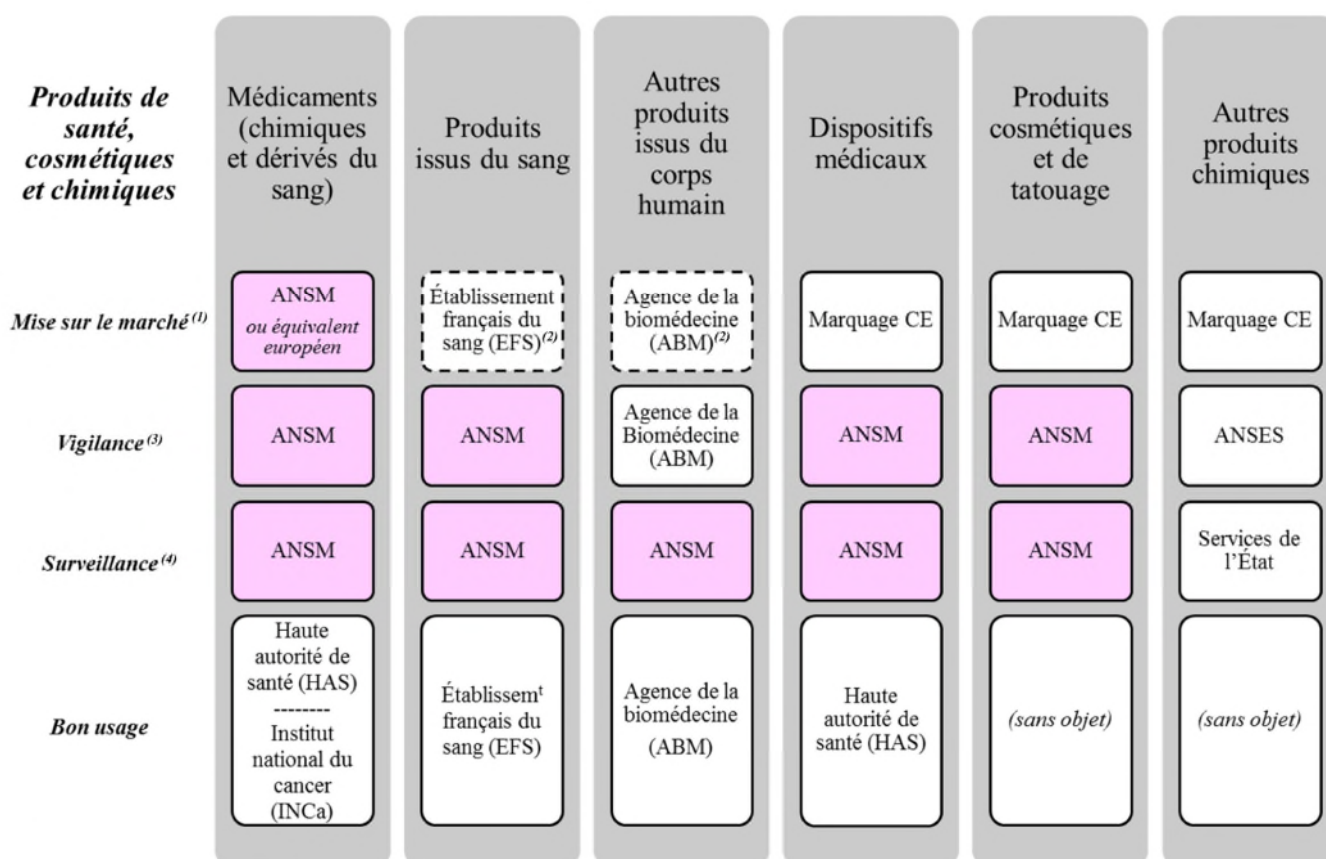 Produits de
santé,
cosmétiques
et chimiques
Médicaments
(chimiques
et dérivés du
sang)
Produits
issus du sang
Autres
produits
issus du
corps
humain
Dispositifs
médicaux
Produits
cosmétiques
et de
tatouage
Autres
produits
chimiques
Mise sur le marché(1)
ANSM
ou équivalent
européen
Établissement
français du
sang (EFS)(2)
Agence de la
biomédecine
(ABM)(2)
Marquage CE
Marquage CE
Marquage CE
Vigilance(3)
ANSM
ANSM
Agence de la
Biomédecine
(ABM)
ANSM
ANSM
ANSES
Surveillance(4)
ANSM
ANSM
ANSM
ANSM
ANSM
Services de
l’État
Bon usage
Haute
autorité de
santé (HAS)
--------
Institut
national du
cancer
(INCa)
Établissemt
français du
sang (EFS)
Agence de la
biomédecine
(ABM)
Haute
autorité de
santé (HAS)
(sans objet)
(sans objet)